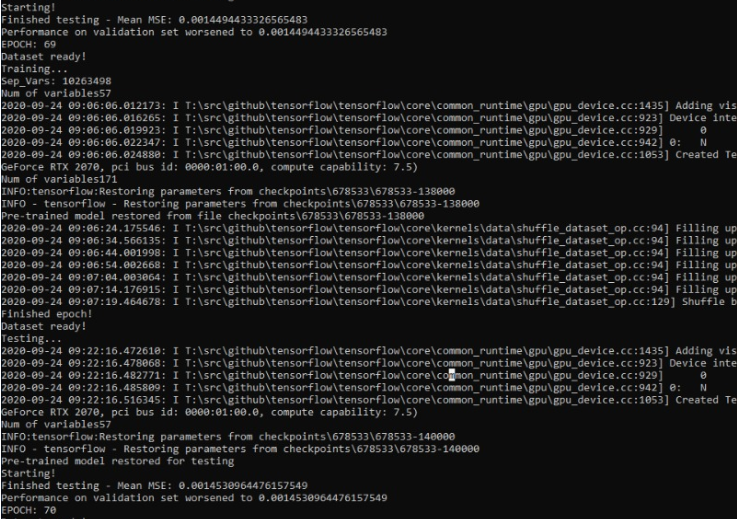 Starting!
Finished testing - Mean MSE: 0.0014494433326565483
Performance on validation set worsened to 0.0014494433326565483
EPOCH: 69
Dataset ready!
Training...
Sep_Vars: 10263498
Num of variables57
2020-09-24 09:06:06.012173: I T:\src\github\tensorflow\tensorflow\core\common_runtime\gpu\gpu_device.cc:1435] Adding vis
2020-09-24 09:06:06.016265: I T:\src\github\tensorflow\tensorflow\core\common_runtime\gpu\gpu_device.cc:923] Device inte
2020-09-24 09:06:06.019923: I T:\src\github\tensorflow\tensorflow\core\common_runtime\gpu\gpu_device.cc:929] 0
2020-09-24 09:06:06.022347: I T:\src\github\tensorflow\tensorflow\core\common_runtime\gpu\gpu_device.cc:942] 0: N
2020-09-24 09:06:06.024880: I T:\src\github\tensorflow\tensorflow\core\common_runtime\gpu\gpu_device.cc:1053] Created Te
GeForce RTX 2070, pci bus id: 0000:01:00.0, compute capability: 7.5)
Num of variables171
INFO:tensorflow:Restoring parameters from checkpoints\678533\678533-138000
INFO - tensorflow - Restoring parameters from checkpoints\678533\678533-138000
Pre-trained model restored from file checkpoints\678533\678533-138000
2020-09-24 09:06:24.175546: I T:\src\github\tensorflow\tensorflow\core\kernels\data\shuffle_dataset_op.cc:94] Filling up
2020-09-24 09:06:34.566135: I T:\src\github\tensorflow\tensorflow\core\kernels\data\shuffle_dataset_op.cc:94] Filling up
2020-09-24 09:06:44.001998: I T:\src\github\tensorflow\tensorflow\core\kernels\data\shuffle_dataset_op.cc:94] Filling up
2020-09-24 09:06:54.002668: I T:\src\github\tensorflow\tensorflow\core\kernels\data\shuffle_dataset_op.cc:94] Filling up
2020-09-24 09:07:04.003064: I T:\src\github\tensorflow\tensorflow\core\kernels\data\shuffle_dataset_op.cc:94] Filling up
2020-09-24 09:07:14.176915: I T:\src\github\tensorflow\tensorflow\core\kernels\data\shuffle_dataset_op.cc:94] Filling up
2020-09-24 09:07:19.464678: I T:\src\github\tensorflow\tensorflow\core\kernels\data\shuffle_dataset_op.cc:129] Shuffle b
Finished epoch!
Dataset ready!
Testing...
2020-09-24 09:22:16.472610: I T:\src\github\tensorflow\tensorflow\core\common_runtime\gpu\gpu_device.cc:1435] Adding vis
2020-09-24 09:22:16.478068: I T:\src\github\tensorflow\tensorflow\core\common_runtime\gpu\gpu_device.cc:923] Device inte
2020-09-24 09:22:16.482771: I T:\src\github\tensorflow\tensorflow\core\common_runtime\gpu\gpu_device.cc:929] 0
2020-09-24 09:22:16.485809: I T:\src\github\tensorflow\tensorflow\core\common_runtime\gpu\gpu_device.cc:942] 0: N
2020-09-24 09:22:16.516345: I T:\src\github\tensorflow\tensorflow\core\common_runtime\gpu\gpu_device.cc:1053] Created Te
GeForce RTX 2070, pci bus id: 0000:01:00.0, compute capability: 7.5)
Num of variables57
INFO:tensorflow:Restoring parameters from checkpoints\678533\678533-140000
INFO - tensorflow - Restoring parameters from checkpoints\678533\678533-140000
Pre-trained model restored for testing
Starting!
Finished testing - Mean MSE: 0.0014530964476157549
Performance on validation set worsened to 0.0014530964476157549
EPOCH: 70